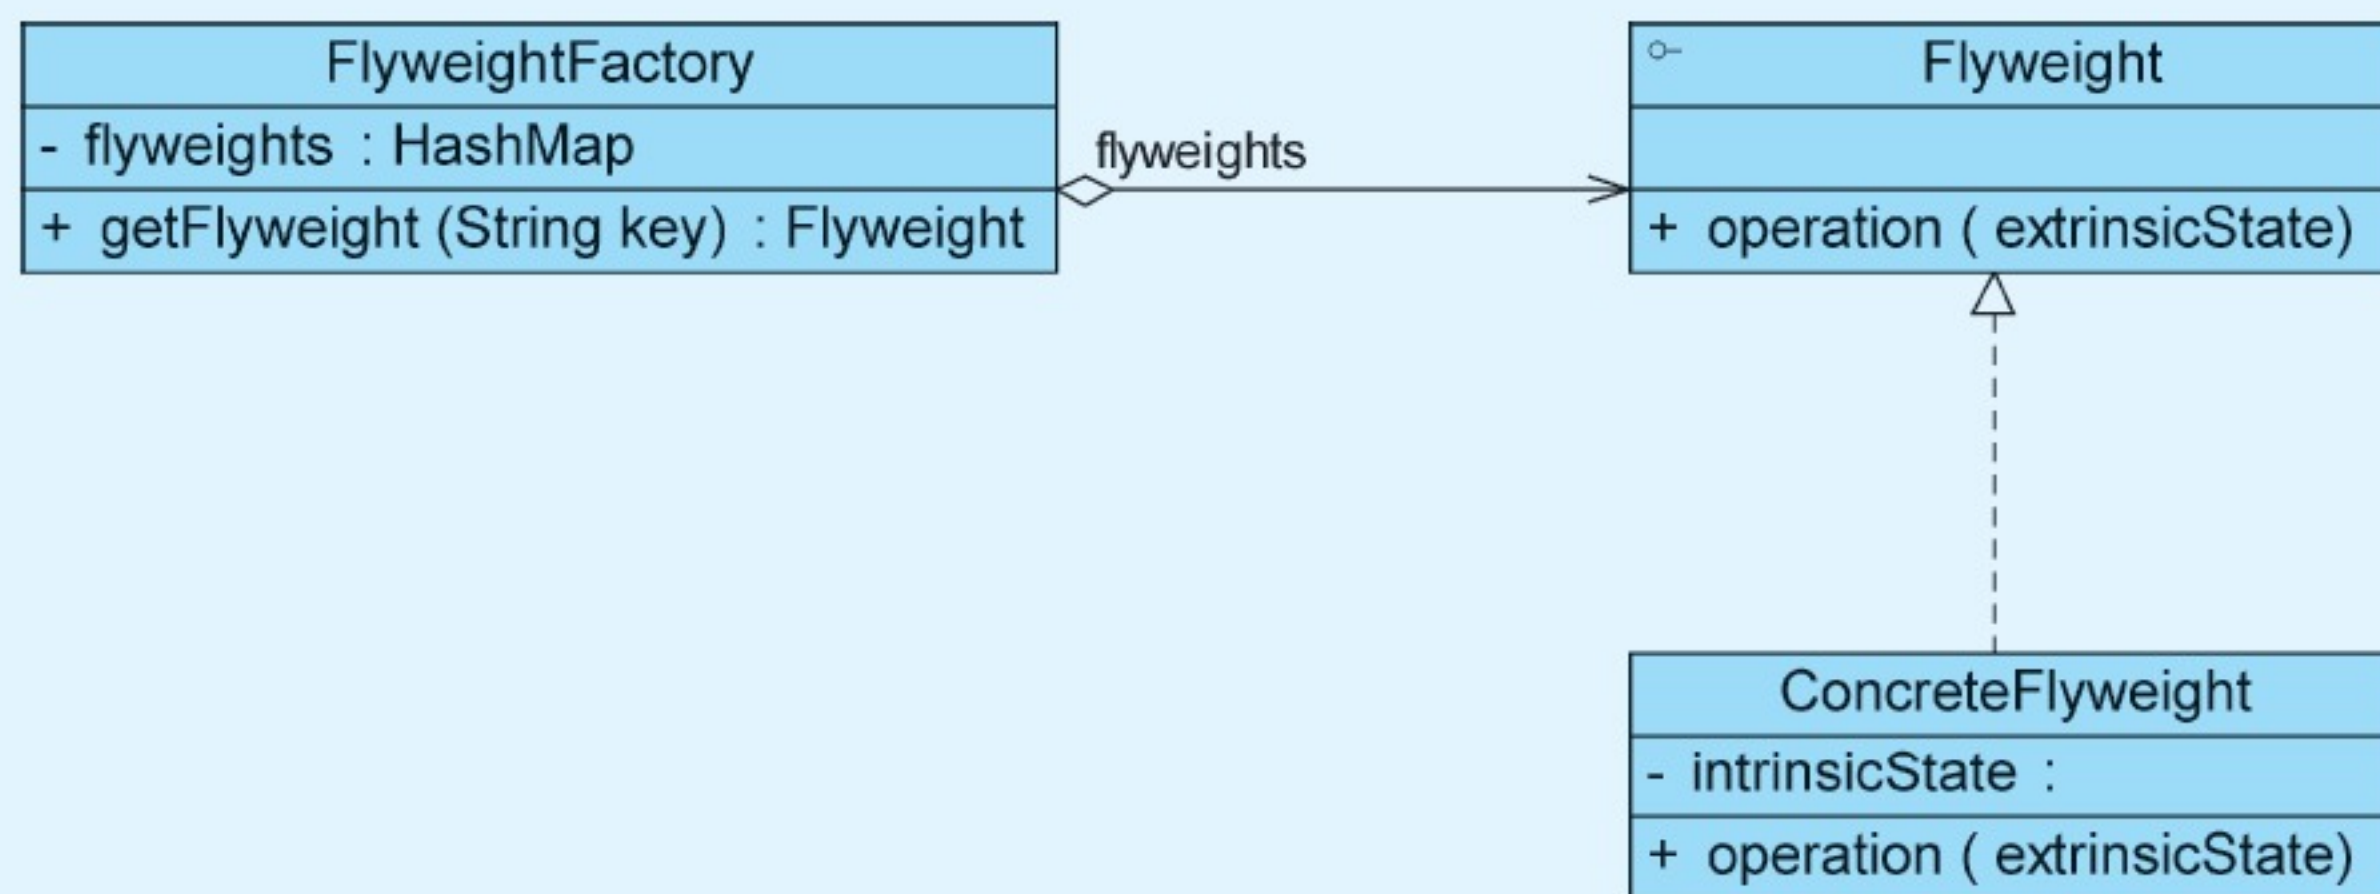 FlyweightFactory
- flyweights : HashMap
+ getFlyweight (String key) : Flyweight
flyweights
Flyweight
+ operation ( extrinsicState)
ConcreteFlyweight
- intrinsicState :
+ operation ( extrinsicState)